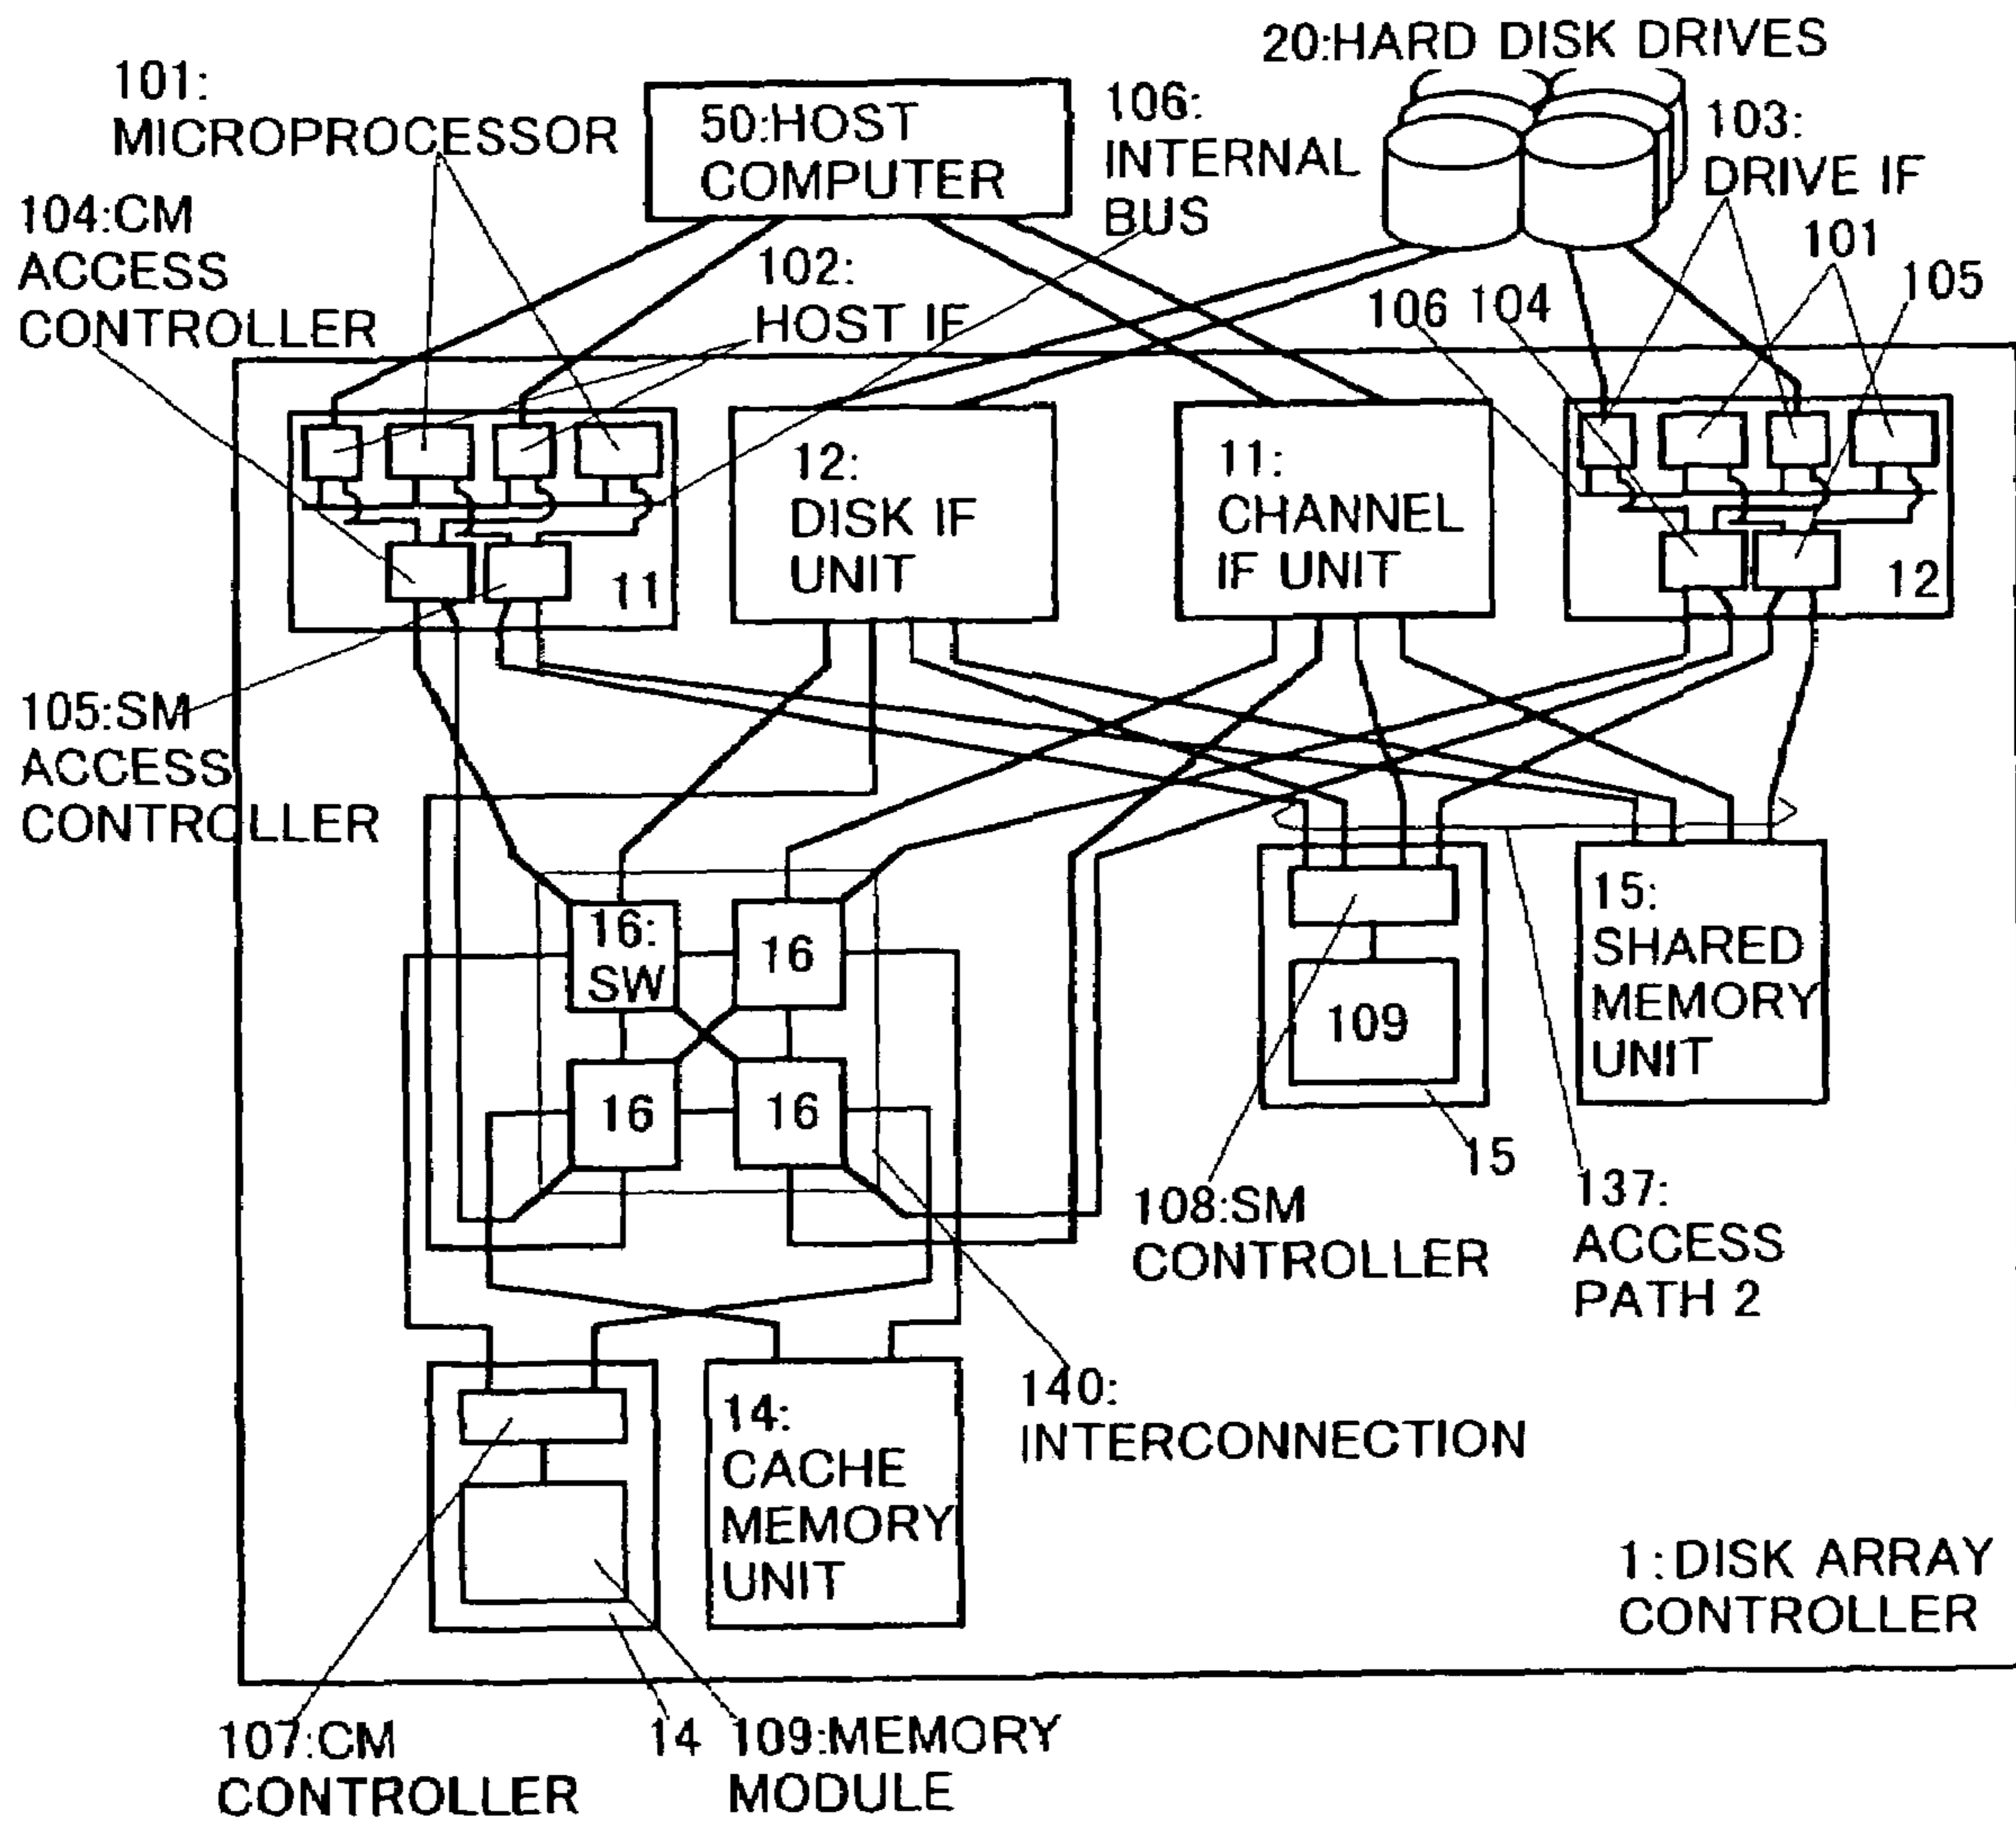 20:HARD DISK DRIVES
101:
MICROPROCESSOR
50:HOST
COMPUTER
106:
INTERNAL
BUS
103:
DRIVE IF
104:CM
ACCESS
CONTROLLER
102:
HOST IF
101
106
104
105
12:
DISK IF
UNIT
11:
CHANNEL
IF UNIT
11
12
105:SM
ACCESS
CONTROLLER
16:
SW
16
16
16
109
15:
SHARED
MEMORY
UNIT
15
108:SM
CONTROLLER
137:
ACCESS
PATH 2
140:
INTERCONNECTION
14:
CACHE
MEMORY
UNIT
1:DISK ARRAY
CONTROLLER
107:CM
CONTROLLER
14
109:MEMORY
MODULE